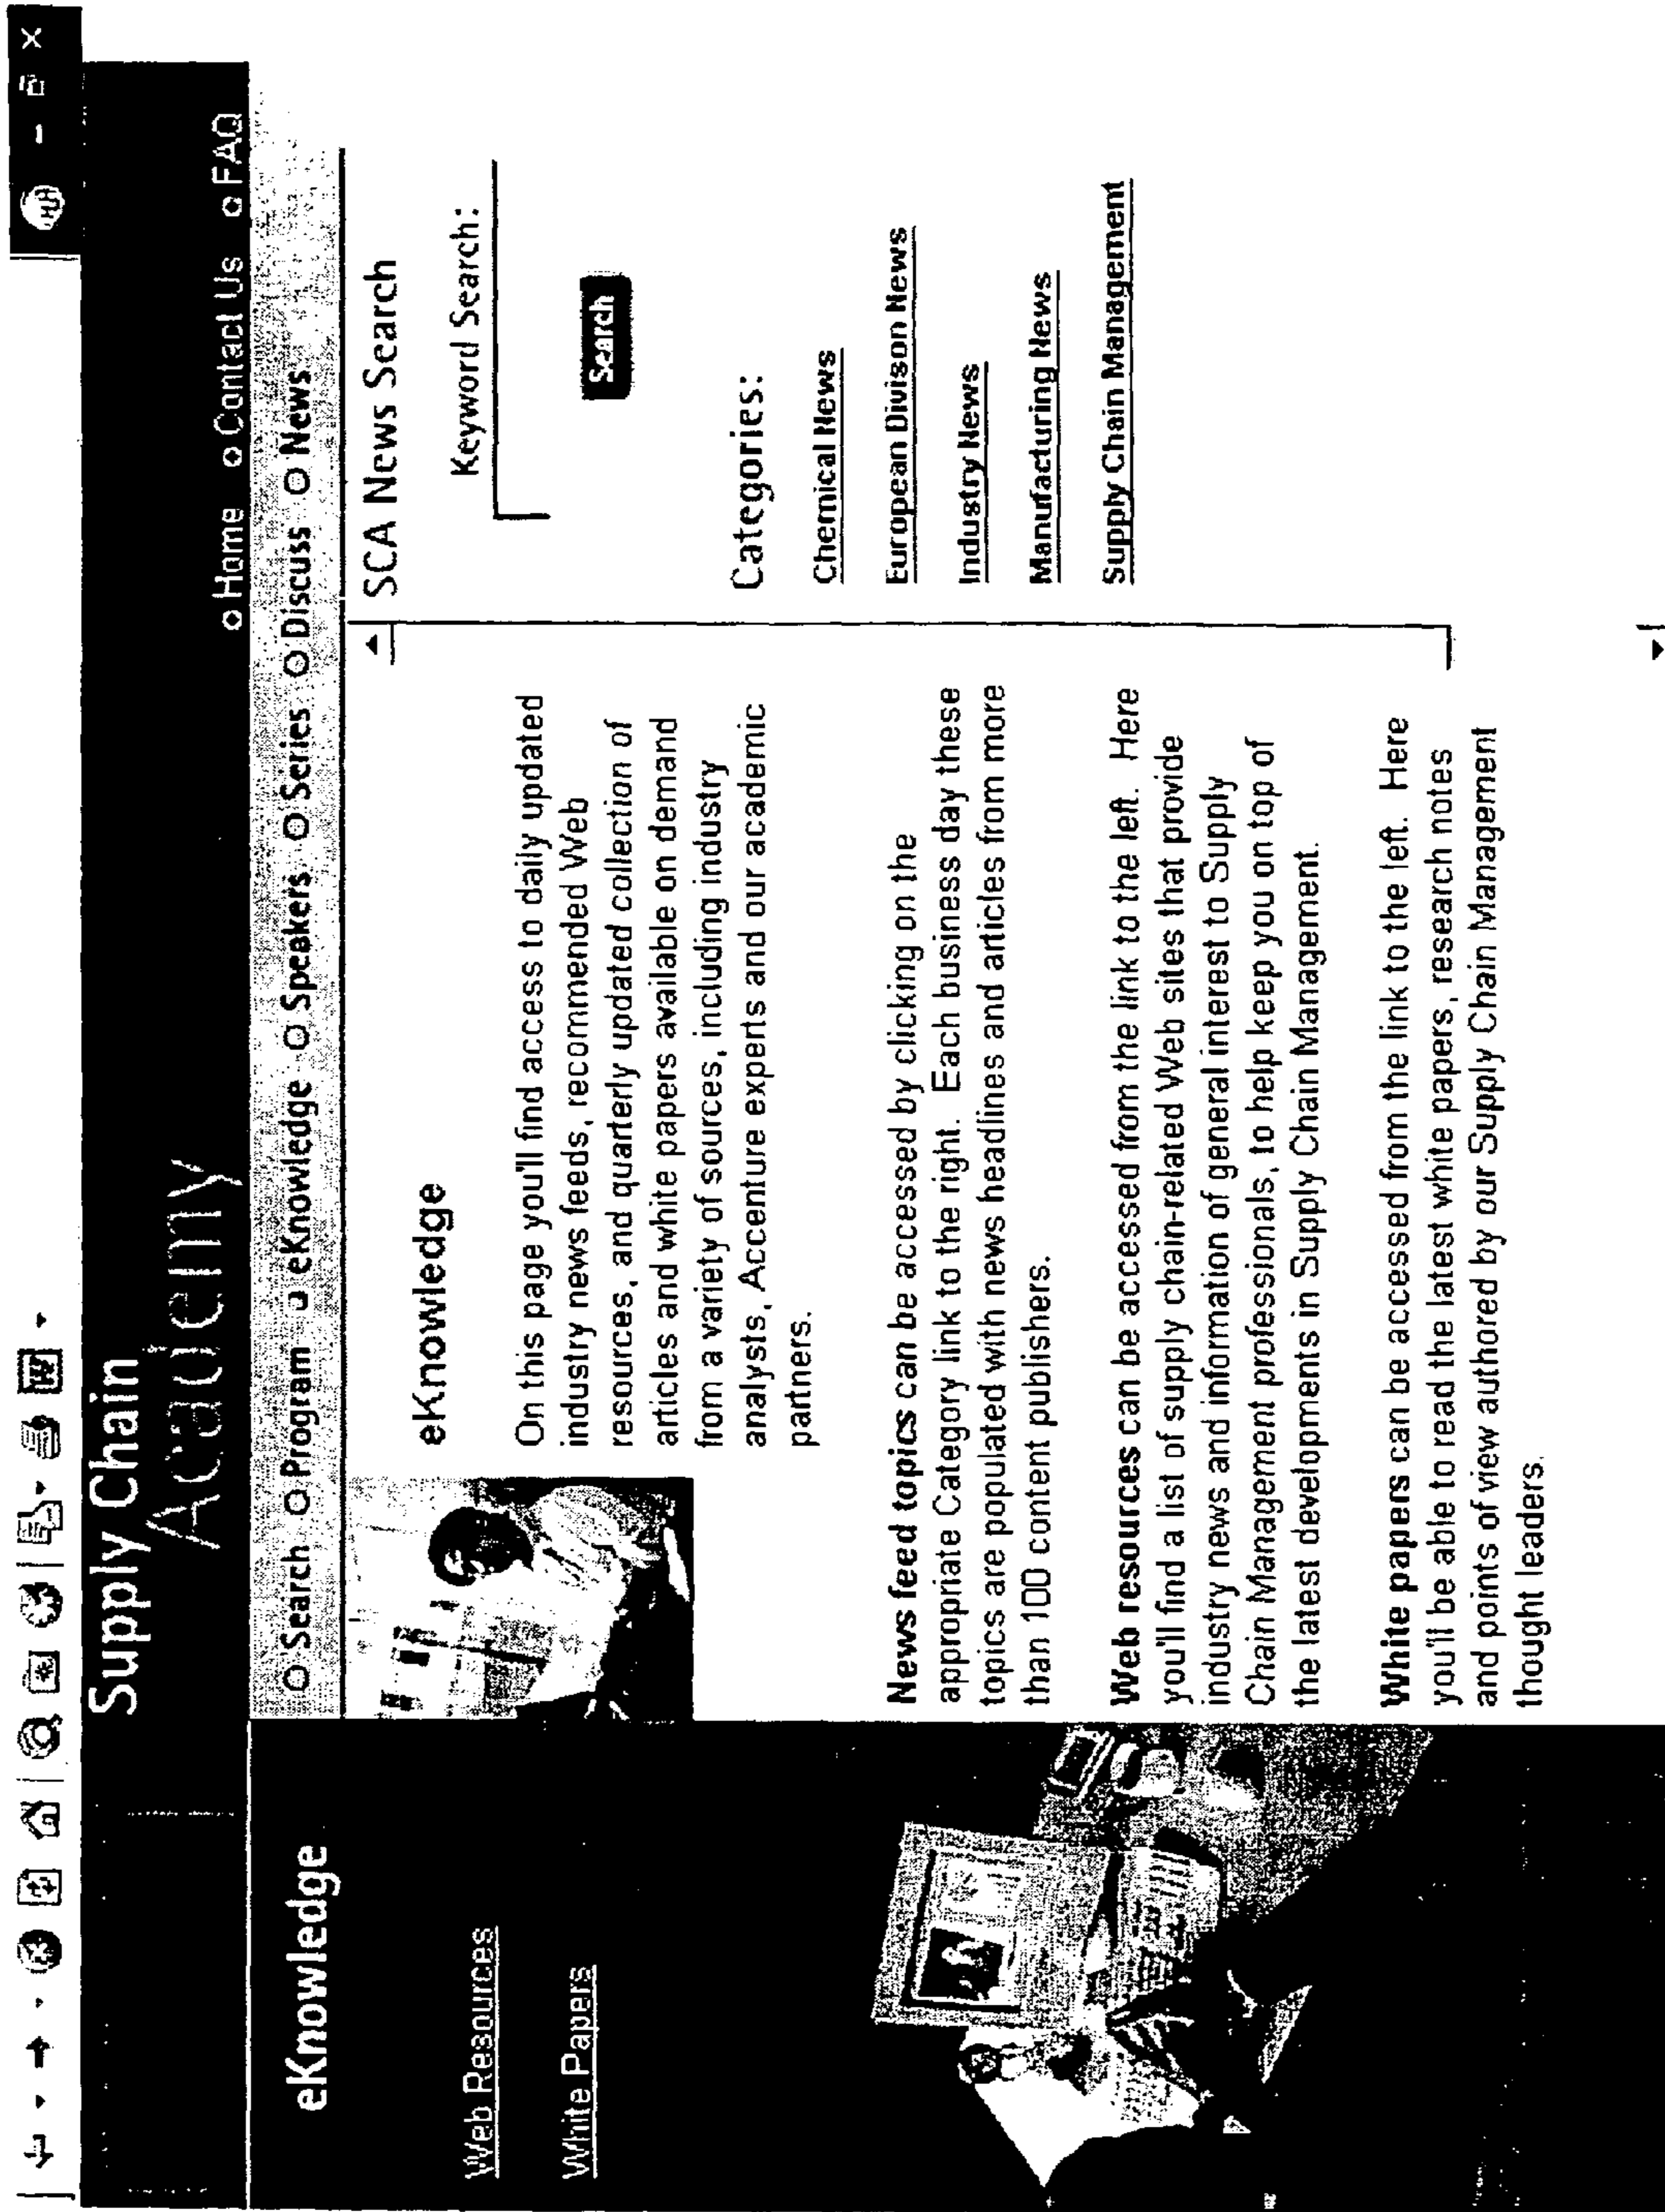 Supply Chain
Academy
Home Contact Us FAQ
Search Program eKnowledge Speakers Series Discuss News
eKnowledge
Web Resources
White Papers
eKnowledge
On this page you'll find access to daily updated
industry news feeds, recommended Web
resources, and quarterly updated collection of
articles and white papers available on demand
from a variety of sources, including industry
analysts, Accenture experts and our academic
partners.
News feed topics can be accessed by clicking on the
appropriate Category link to the right. Each business day these
topics are populated with news headlines and articles from more
than 100 content publishers.
Web resources can be accessed from the link to the left. Here
you'll find a list of supply chain-related Web sites that provide
industry news and information of general interest to Supply
Chain Management professionals, to help keep you on top of
the latest developments in Supply Chain Management.
White papers can be accessed from the link to the left. Here
you'll be able to read the latest white papers, research notes
and points of view authored by our Supply Chain Management
thought leaders.
SCA News Search
Keyword Search:
Search
Categories:
Chemical News
European Divison News
Industry News
Manufacturing News
Supply Chain Management